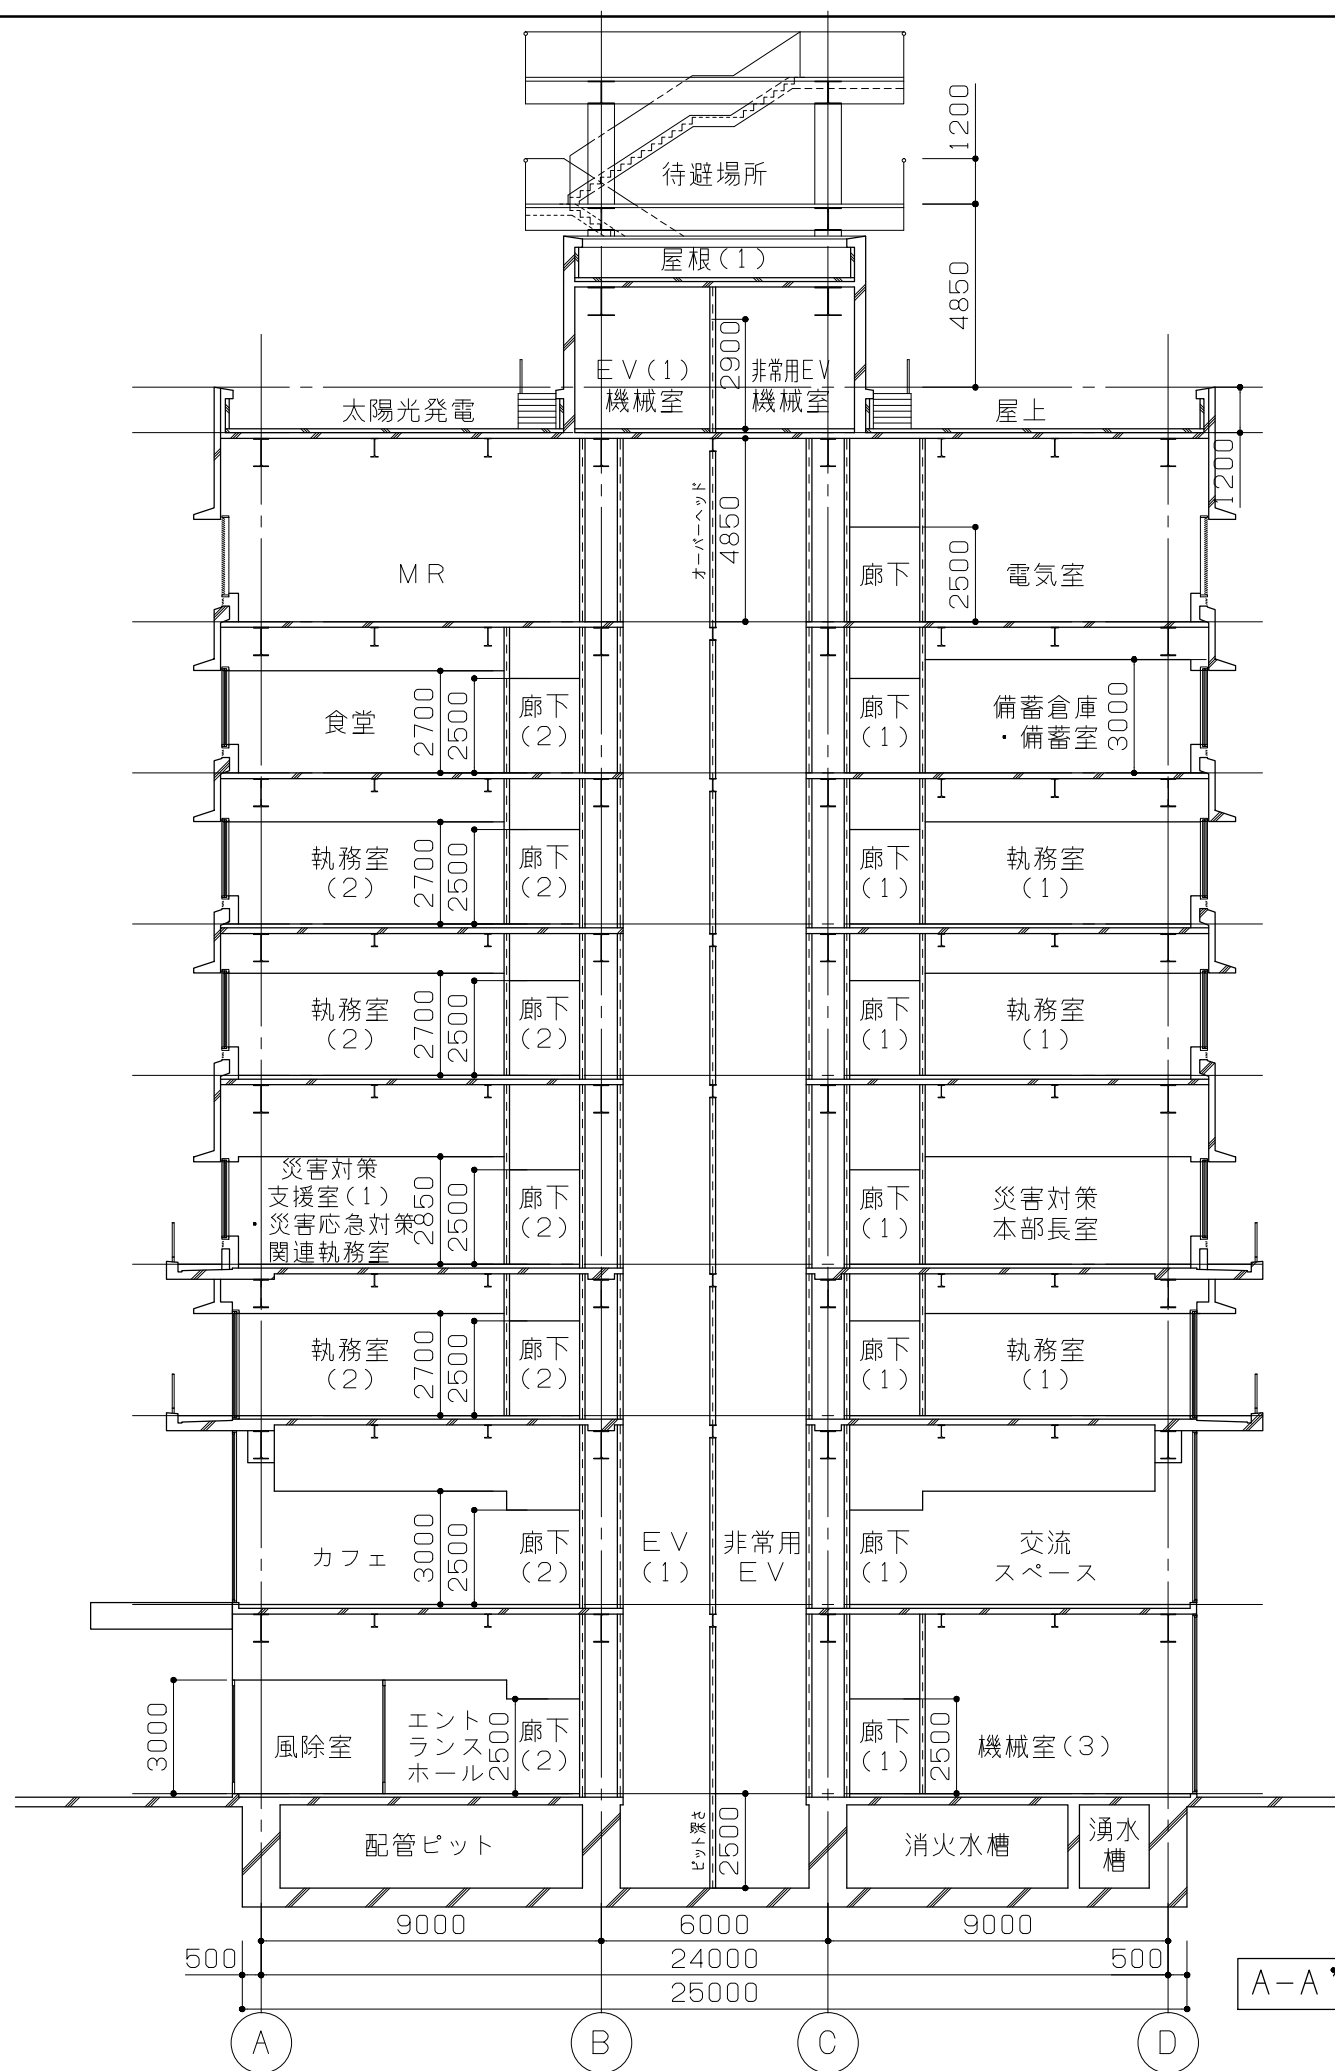 1200
待避場所
屋根(1)
4850
2900
EV(1)
機械室
非常用EV
機械室
太陽光発電
屋上
1200
オーバーヘッド
4850
MR
廊下
2500
電気室
食堂
2700
2500
廊下
(2)
廊下
(1)
備蓄倉庫
・備蓄室
3000
執務室
(2)
2700
2500
廊下
(2)
廊下
(1)
執務室
(1)
執務室
(2)
2700
2500
廊下
(2)
廊下
(1)
執務室
(1)
災害対策
支援室(1)
・災害応急対策
関連執務室
2850
2500
廊下
(2)
廊下
(1)
災害対策
本部長室
執務室
(2)
2700
2500
廊下
(2)
廊下
(1)
執務室
(1)
カフェ
3000
2500
廊下
(2)
EV
(1)
非常用
EV
廊下
(1)
交流
スペース
3000
風除室
エント
ランス
ホール
2500
廊下
(2)
廊下
(1)
2500
機械室(3)
配管ピット
ピット深さ
2500
消火水槽
湧水
槽
9000
6000
9000
500
24000
500
25000
A-A'
A
B
C
D